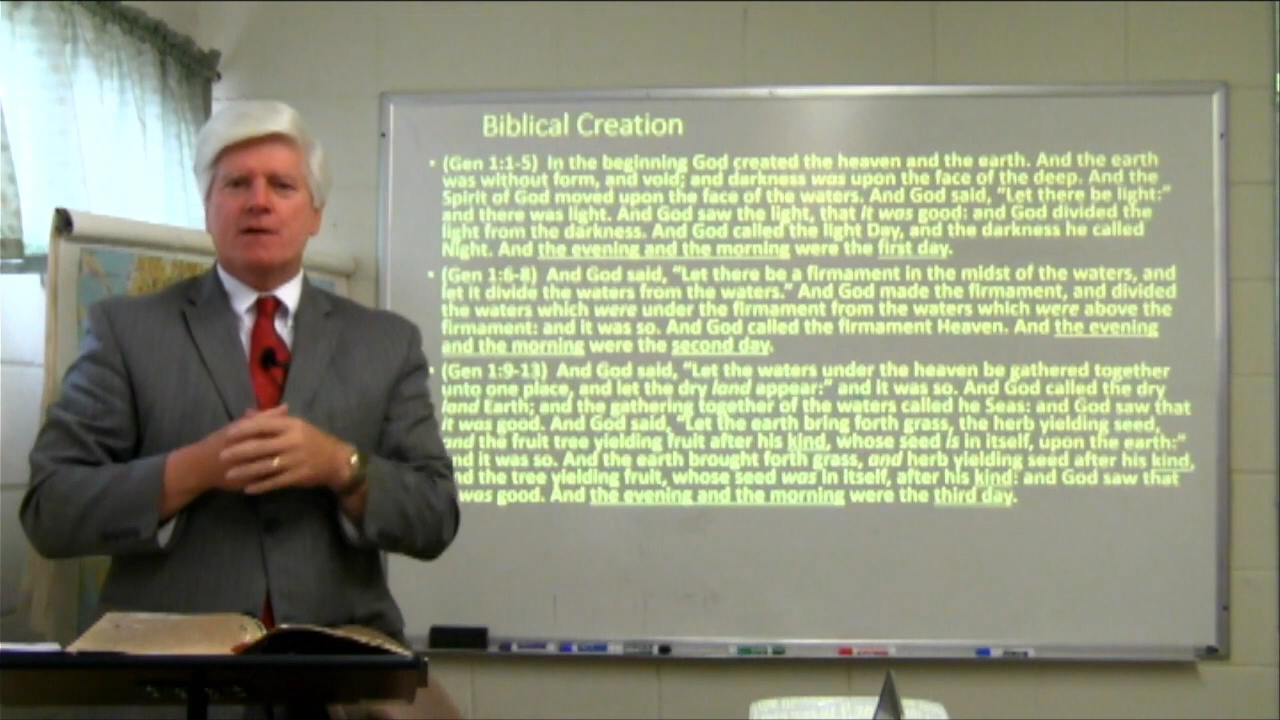 Biblical Creation
• (Gen 1:1-5) In the beginning God created the heaven and the earth. And the earth
was without form, and void; and darkness was upon the face of the deep. And the
Spirit of God moved upon the face of the waters. And God said, “Let there be light:”
and there was light. And God saw the light, that it was good: and God divided the
light from the darkness. And God called the light Day, and the darkness he called
Night. And the evening and the morning were the first day.
• (Gen 1:6-8) And God said, “Let there be a firmament in the midst of the waters, and
let it divide the waters from the waters.” And God made the firmament, and divided
the waters which were under the firmament from the waters which were above the
firmament: and it was so. And God called the firmament Heaven. And the evening
and the morning were the second day.
• (Gen 1:9-13) And God said, “Let the waters under the heaven be gathered together
unto one place, and let the dry land appear:” and it was so. And God called the dry
land Earth; and the gathering together of the waters called he Seas: and God saw that
it was good. And God said, “Let the earth bring forth grass, the herb yielding seed,
and the fruit tree yielding fruit after his kind, whose seed is in itself, upon the earth:”
nd it was so. And the earth brought forth grass, and herb yielding seed after his kind,
nd the tree yielding fruit, whose seed was in itself, after his kind: and God saw that
was good. And the evening and the morning were the third day.